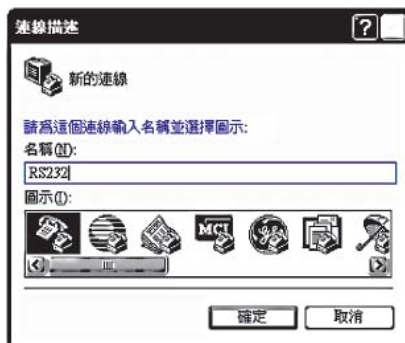 連線描述
新的連線
請為這個連線輸入名稱並選擇圖示:
名稱(N):
RS232
圖示(I):
MCI
確定
取消